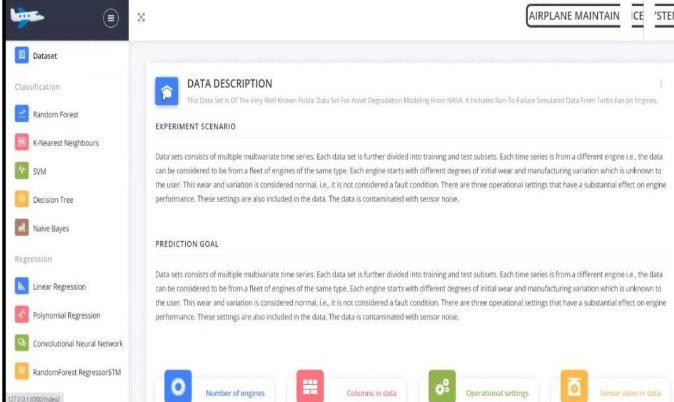 AIRPLANE MAINTAIN ICE 'STEM
Dataset
Classification
Random Forest
K-Nearest Neighbours
SVM
Decision Tree
Naive Bayes
Regression
Linear Regression
Polynomial Regression
Convolutional Neural Network
RandomForest RegressorSTM
127.0.0.1:8000/index2
DATA DESCRIPTION
This Data Set Is Of The Very Well Known Public Data Set For Asset Degradation Modeling From NASA. It Includes Run-To-Failure Simulated Data From Turbo Fan Jet Engines.
EXPERIMENT SCENARIO
Data sets consists of multiple multivariate time series. Each data set is further divided into training and test subsets. Each time series is from a different engine i.e., the data
can be considered to be from a fleet of engines of the same type. Each engine starts with different degrees of initial wear and manufacturing variation which is unknown to
the user. This wear and variation is considered normal, i.e., it is not considered a fault condition. There are three operational settings that have a substantial effect on engine
performance. These settings are also included in the data. The data is contaminated with sensor noise.
PREDICTION GOAL
Data sets consists of multiple multivariate time series. Each data set is further divided into training and test subsets. Each time series is from a different engine i.e., the data
can be considered to be from a fleet of engines of the same type. Each engine starts with different degrees of initial wear and manufacturing variation which is unknown to
the user. This wear and variation is considered normal, i.e., it is not considered a fault condition. There are three operational settings that have a substantial effect on engine
performance. These settings are also included in the data. The data is contaminated with sensor noise.
Number of engines
Columns in data
Operational settings
Sensor vales in data